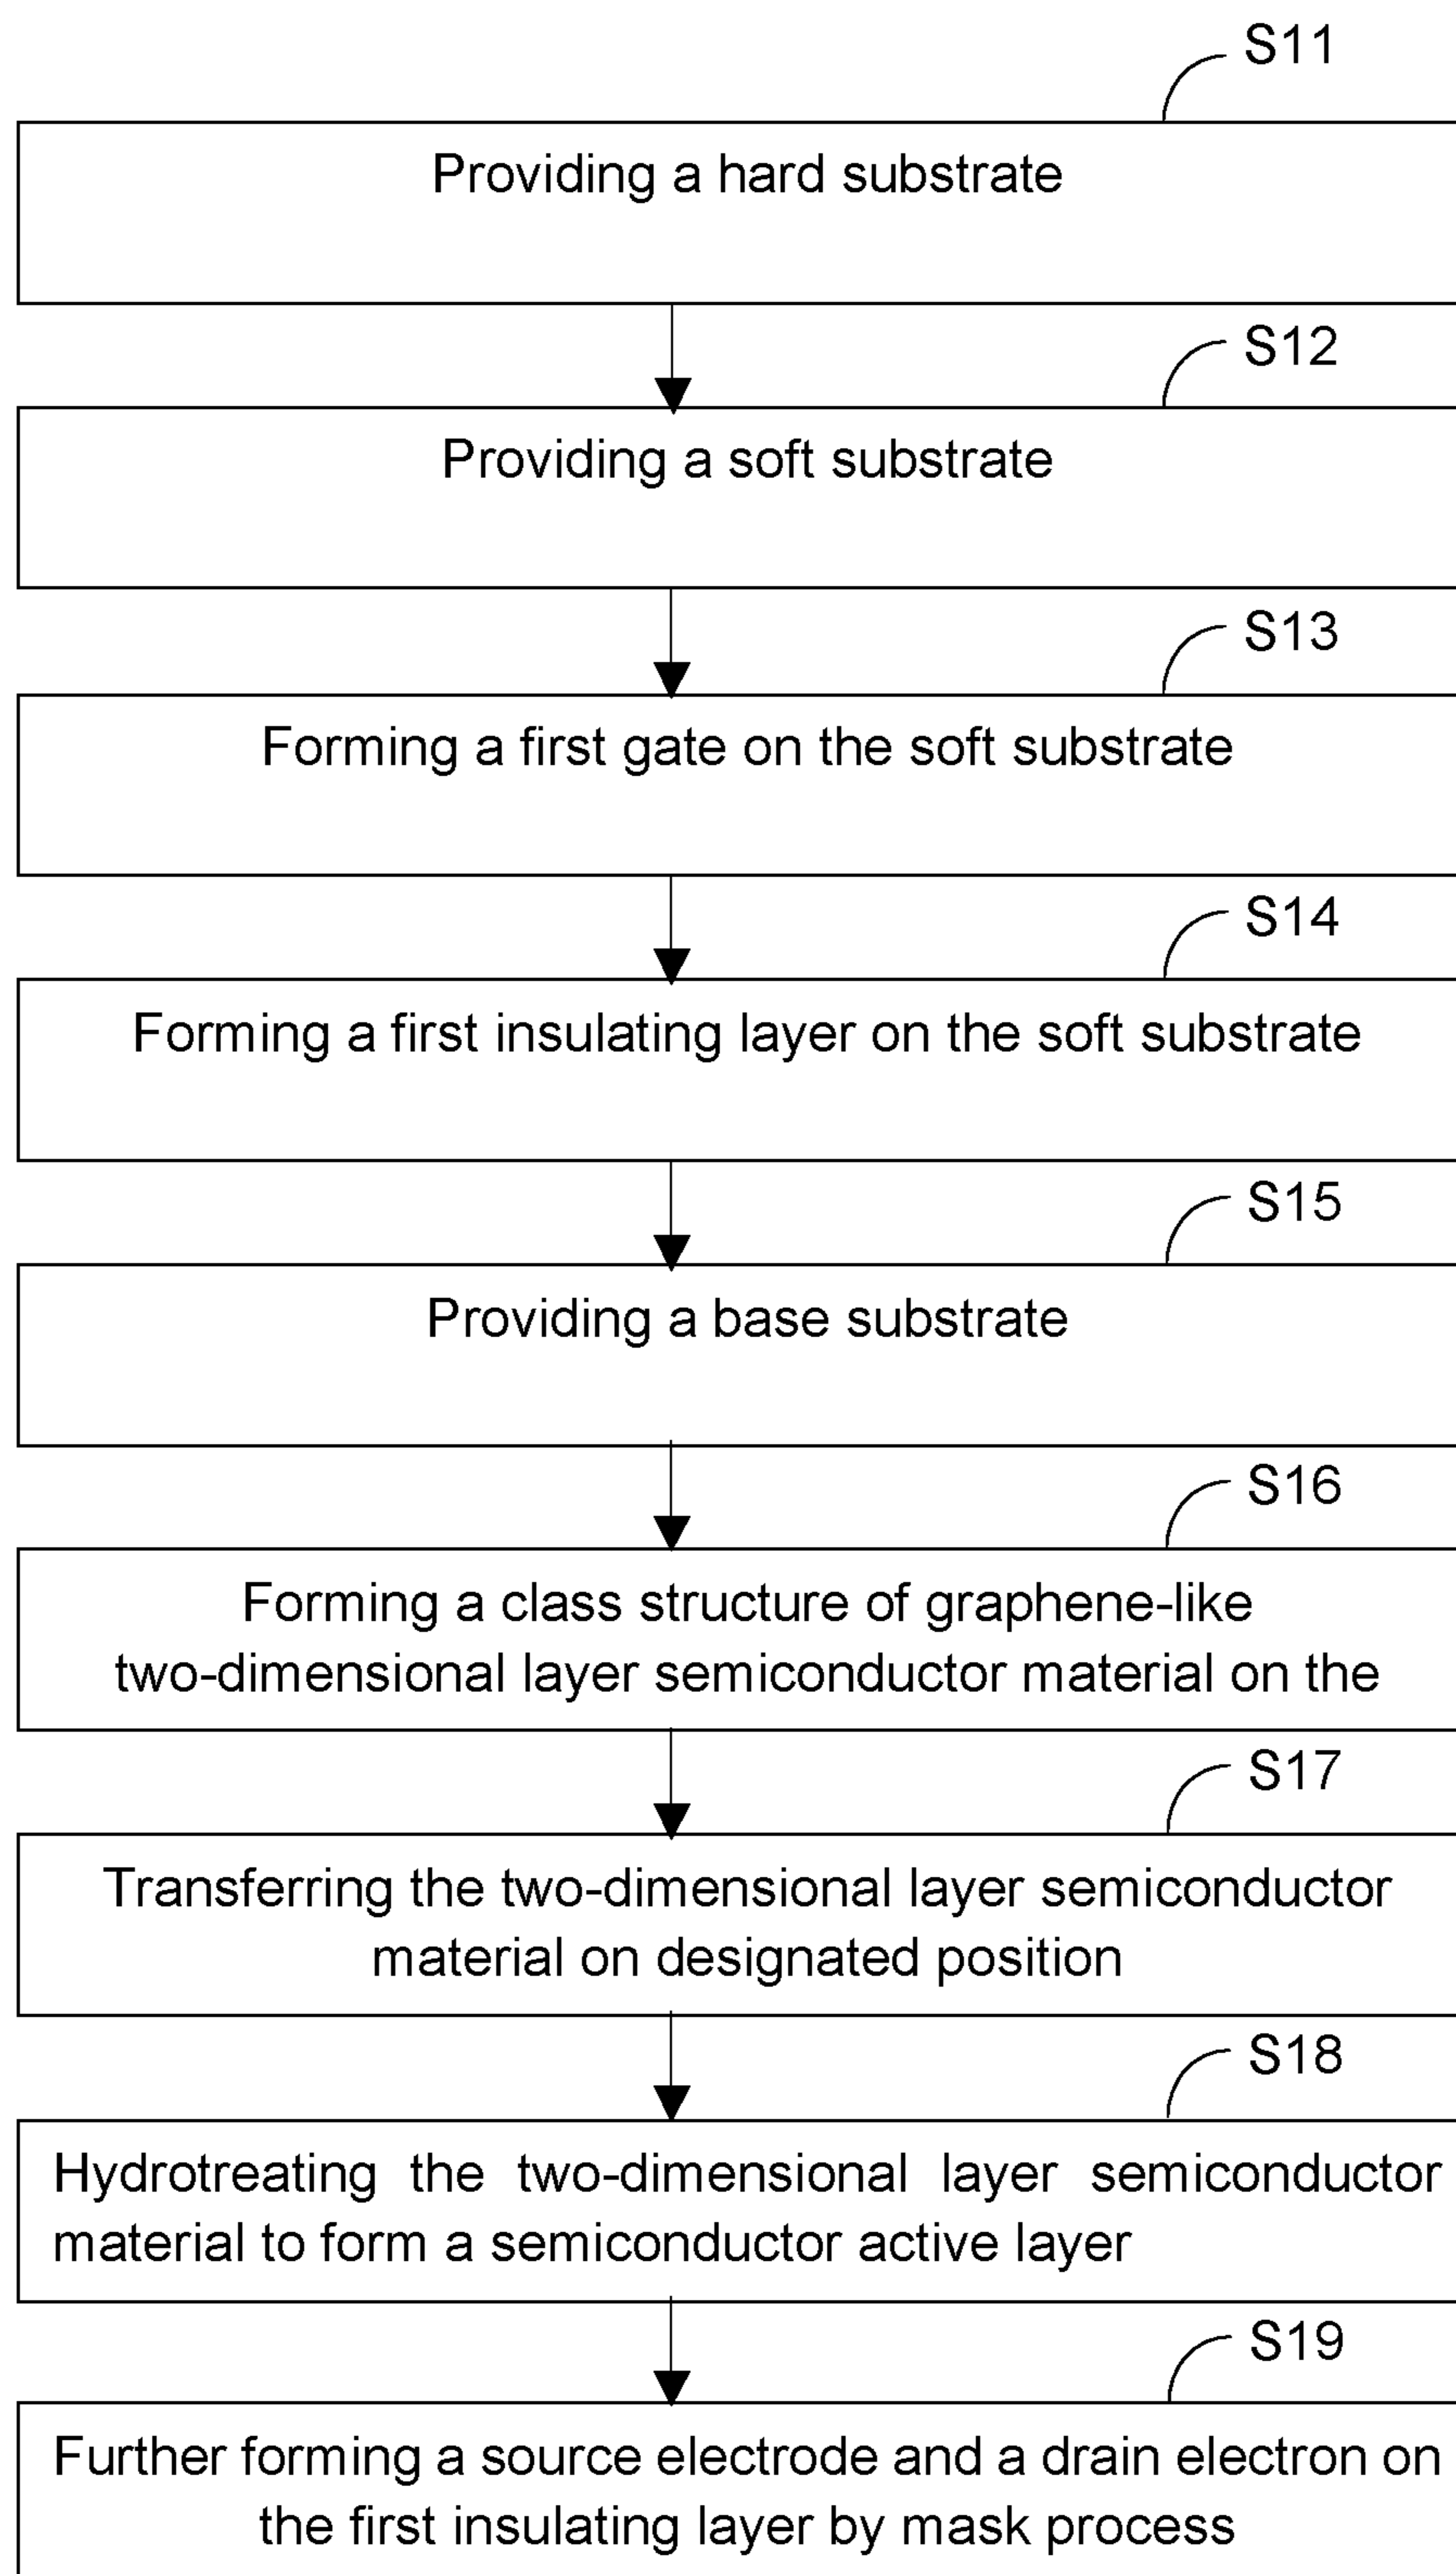 S11
Providing a hard substrate
S12
Providing a soft substrate
S13
Forming a first gate on the soft substrate
S14
Forming a first insulating layer on the soft substrate
S15
Providing a base substrate
S16
Forming a class structure of graphene-like
two-dimensional layer semiconductor material on the
S17
Transferring the two-dimensional layer semiconductor
material on designated position
S18
Hydrotreating the two-dimensional layer semiconductor
material to form a semiconductor active layer
S19
Further forming a source electrode and a drain electron on
the first insulating layer by mask process